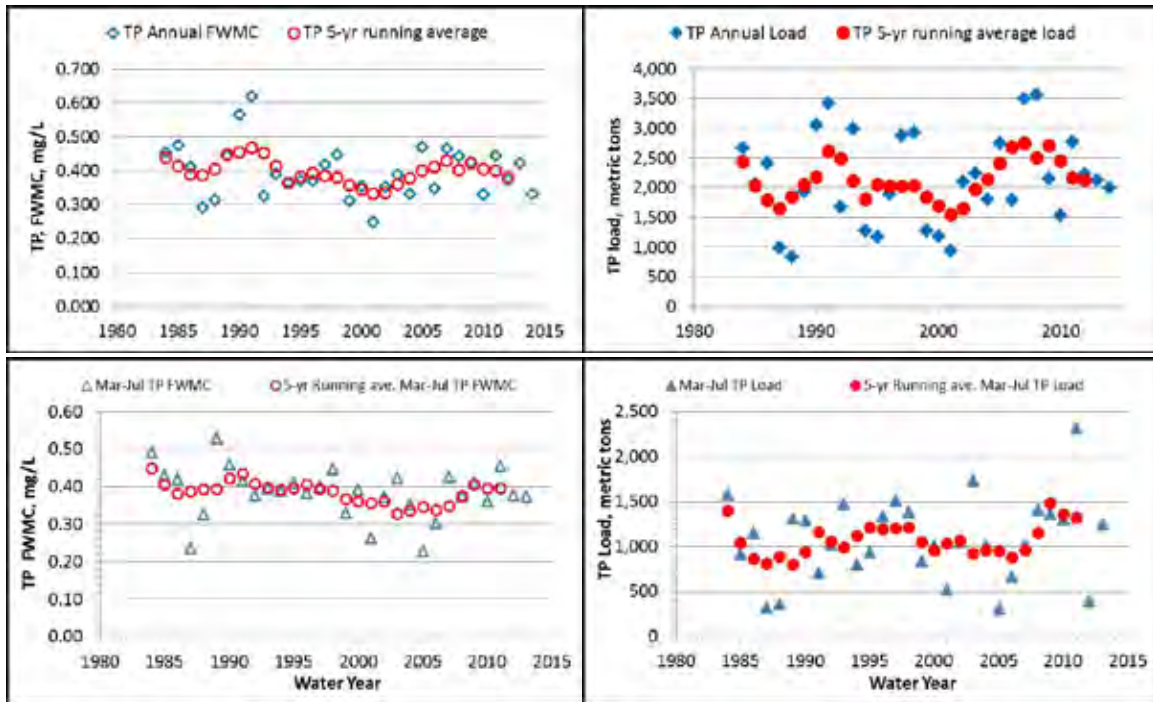 TP Annual FWMC TP 5-yr running average
0.700
0.600
0.500
0.400
0.300
0.200
0.100
0.000
TP, FWMC, mg/L
1980 1985 1990 1995 2000 2005 2010 2015
TP Annual Load TP 5-yr running average load
4,000
3,500
3,000
2,500
2,000
1,500
1,000
500
0
TP load, metric tons
1980 1990 2000 2010
Mar-Jul TP FWMC 5-yr Running ave. Mar-Jul TP FWMC
0.60
0.50
0.40
0.30
0.20
0.10
0.00
TP FWMC, mg/L
1980 1985 1990 1995 2000 2005 2010 2015
Water Year
Mar-Jul TP Load 5-yr Running ave. Mar-Jul TP Load
2,500
2,000
1,500
1,000
500
0
TP Load, metric tons
1980 1985 1990 1995 2000 2005 2010 2015
Water Year